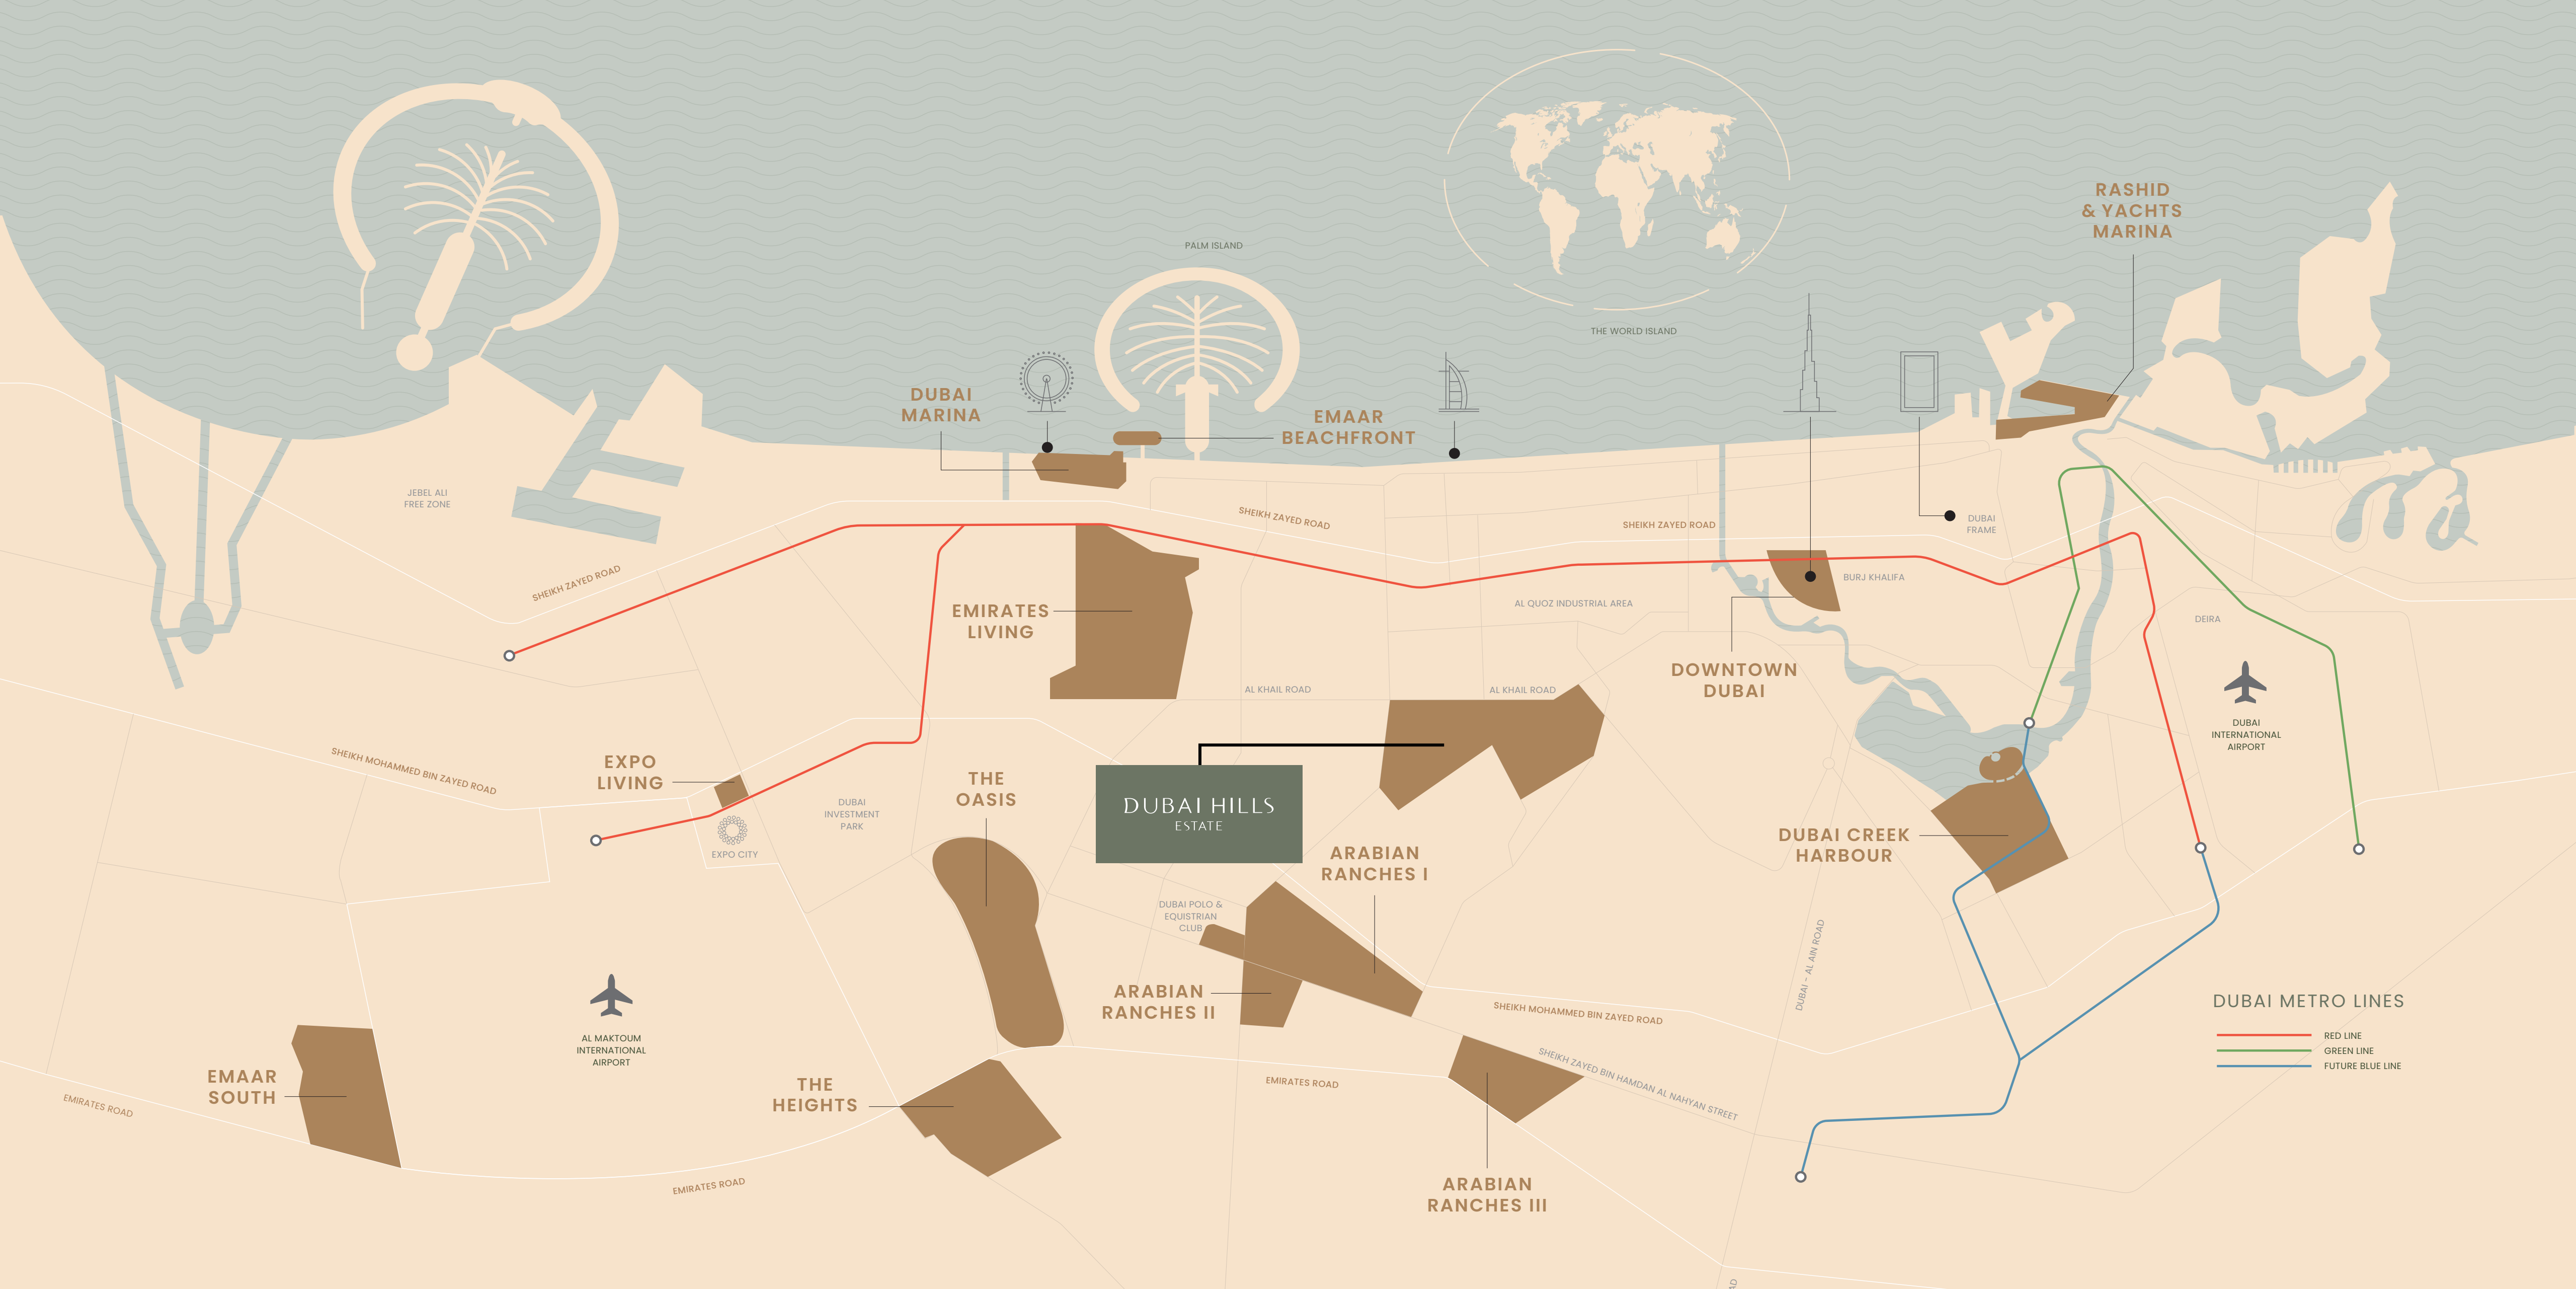 RASHID
& YACHTS
MARINA
PALM ISLAND
THE WORLD ISLAND
DUBAI
MARINA
EMAAR
BEACHFRONT
JEBEL ALI
FREE ZONE
SHEIKH ZAYED ROAD
SHEIKH ZAYED ROAD
SHEIKH ZAYED ROAD
DUBAI
FRAME
BURJ KHALIFA
AL QUOZ INDUSTRIAL AREA
EMIRATES
LIVING
DEIRA
DOWNTOWN
DUBAI
AL KHAIL ROAD
AL KHAIL ROAD
DUBAI
INTERNATIONAL
AIRPORT
SHEIKH MOHAMMED BIN ZAYED ROAD
EXPO
LIVING
THE
OASIS
DUBAI
INVESTMENT
PARK
DUBAI HILLS
ESTATE
EXPO CITY
DUBAI CREEK
HARBOUR
ARABIAN
RANCHES I
DUBAI POLO &
EQUISTRIAN
CLUB
DUBAI - AL AIN ROAD
ARABIAN
RANCHES II
SHEIKH MOHAMMED BIN ZAYED ROAD
DUBAI METRO LINES
RED LINE
GREEN LINE
FUTURE BLUE LINE
AL MAKTOUM
INTERNATIONAL
AIRPORT
SHEIKH ZAYED BIN HAMDAN AL NAHYAN STREET
EMAAR
SOUTH
EMIRATES ROAD
THE
HEIGHTS
EMIRATES ROAD
EMIRATES ROAD
ARABIAN
RANCHES III